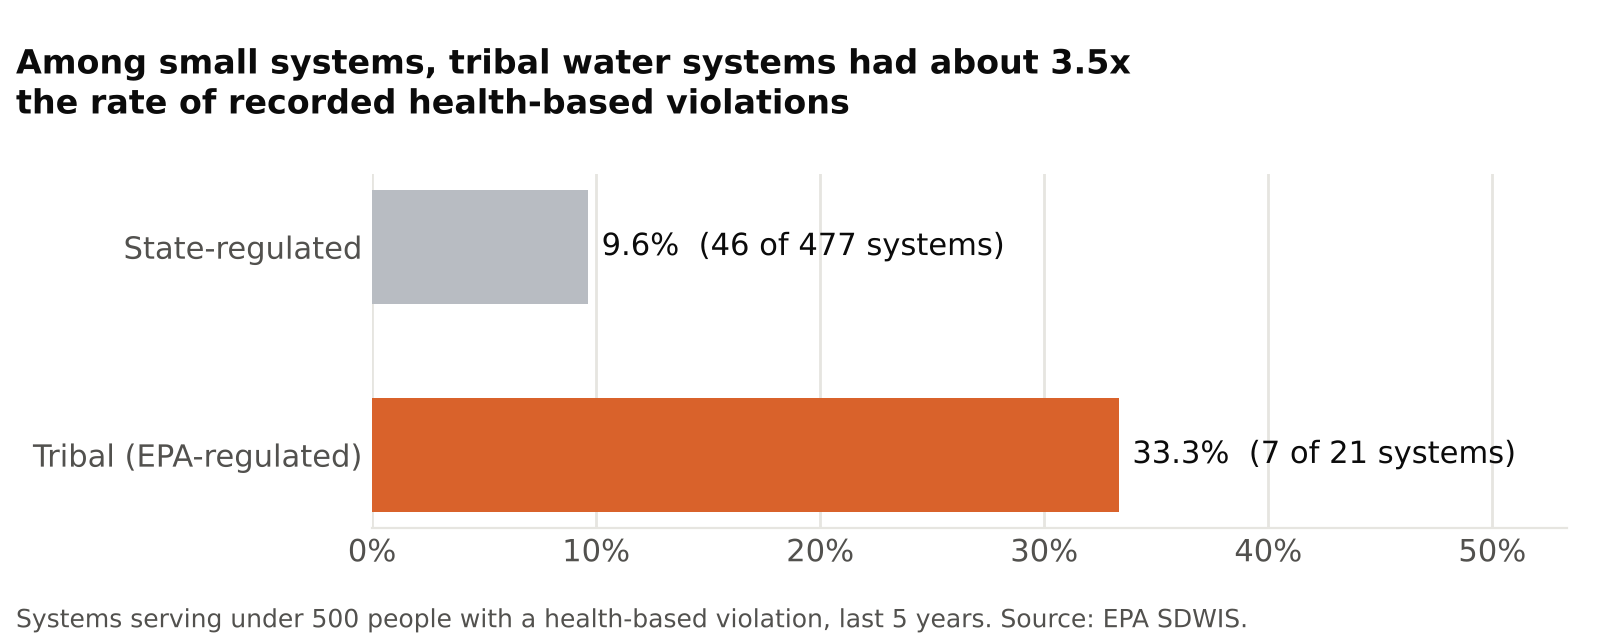 Among small systems, tribal water systems had about 3.5x
the rate of recorded health-based violations
State-regulated
9.6%  (46 of 477 systems)
Tribal (EPA-regulated)
33.3%  (7 of 21 systems)
0% 10% 20% 30% 40% 50%
Systems serving under 500 people with a health-based violation, last 5 years. Source: EPA SDWIS.